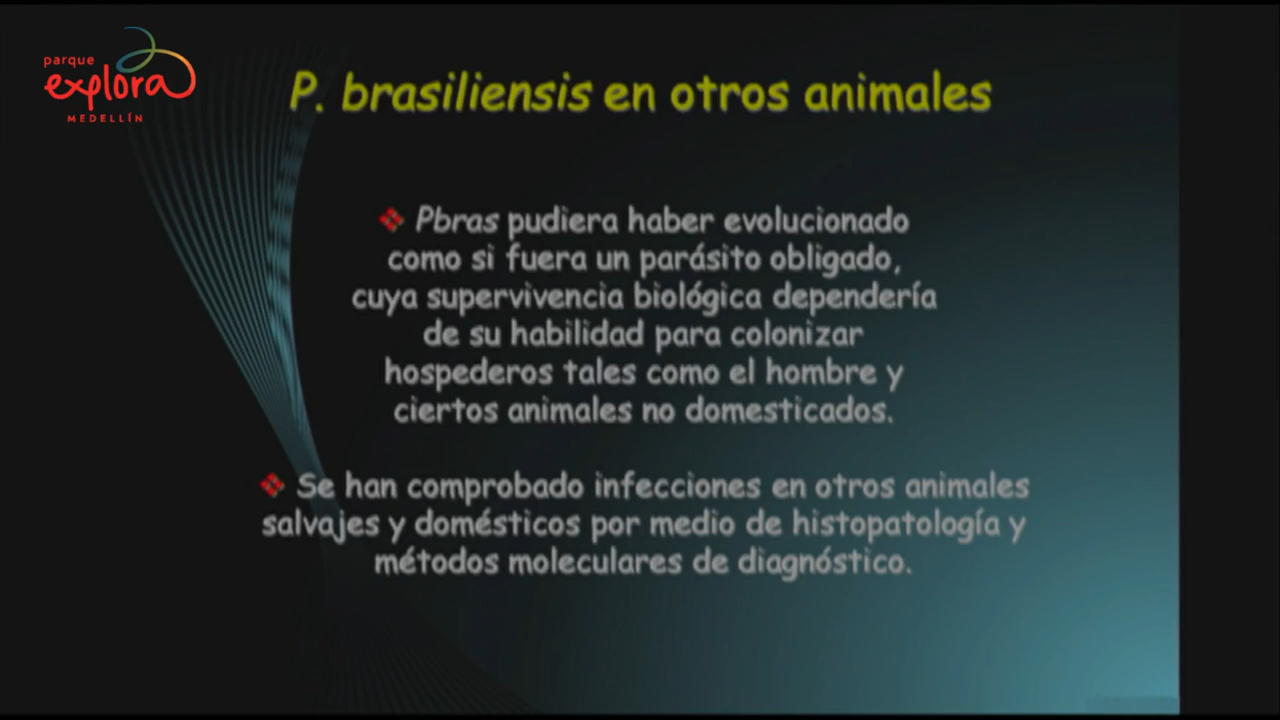 parque
explora
MEDELLÍN
P. brasiliensis en otros animales
Pbras pudiera haber evolucionado
como si fuera un parásito obligado,
cuya supervivencia biológica dependería
de su habilidad para colonizar
hospederos tales como el hombre y
ciertos animales no domesticados.
Se han comprobado infecciones en otros animales
salvajes y domésticos por medio de histopatología y
métodos moleculares de diagnóstico.